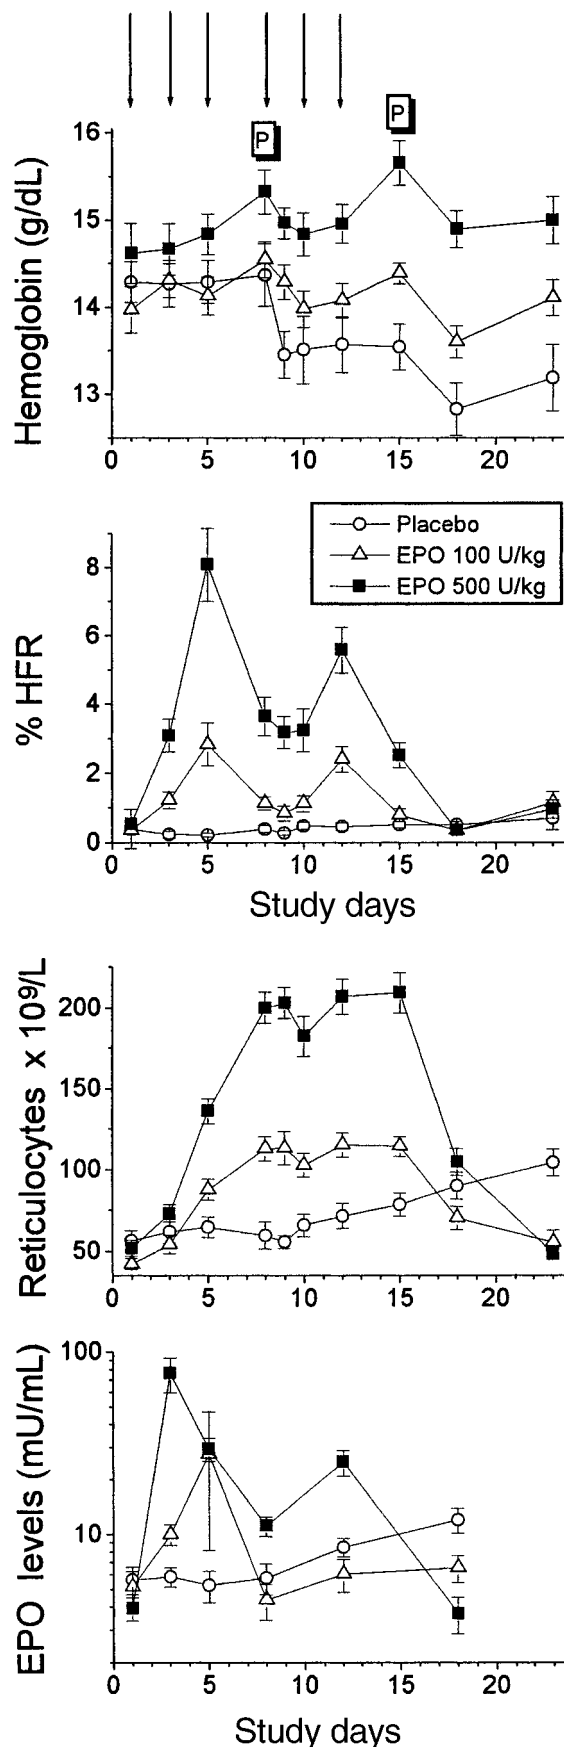 P
P
16
15
14
13
Hemoglobin (g/dL)
0 5 10 15 20
Placebo
EPO 100 U/kg
EPO 500 U/kg
8
6
4
2
0
% HFR
0 5 10 15 20
Study days
200
150
100
50
Reticulocytes x 10⁹/L
0 5 10 15 20
100
10
EPO levels (mU/mL)
0 5 10 15 20
Study days